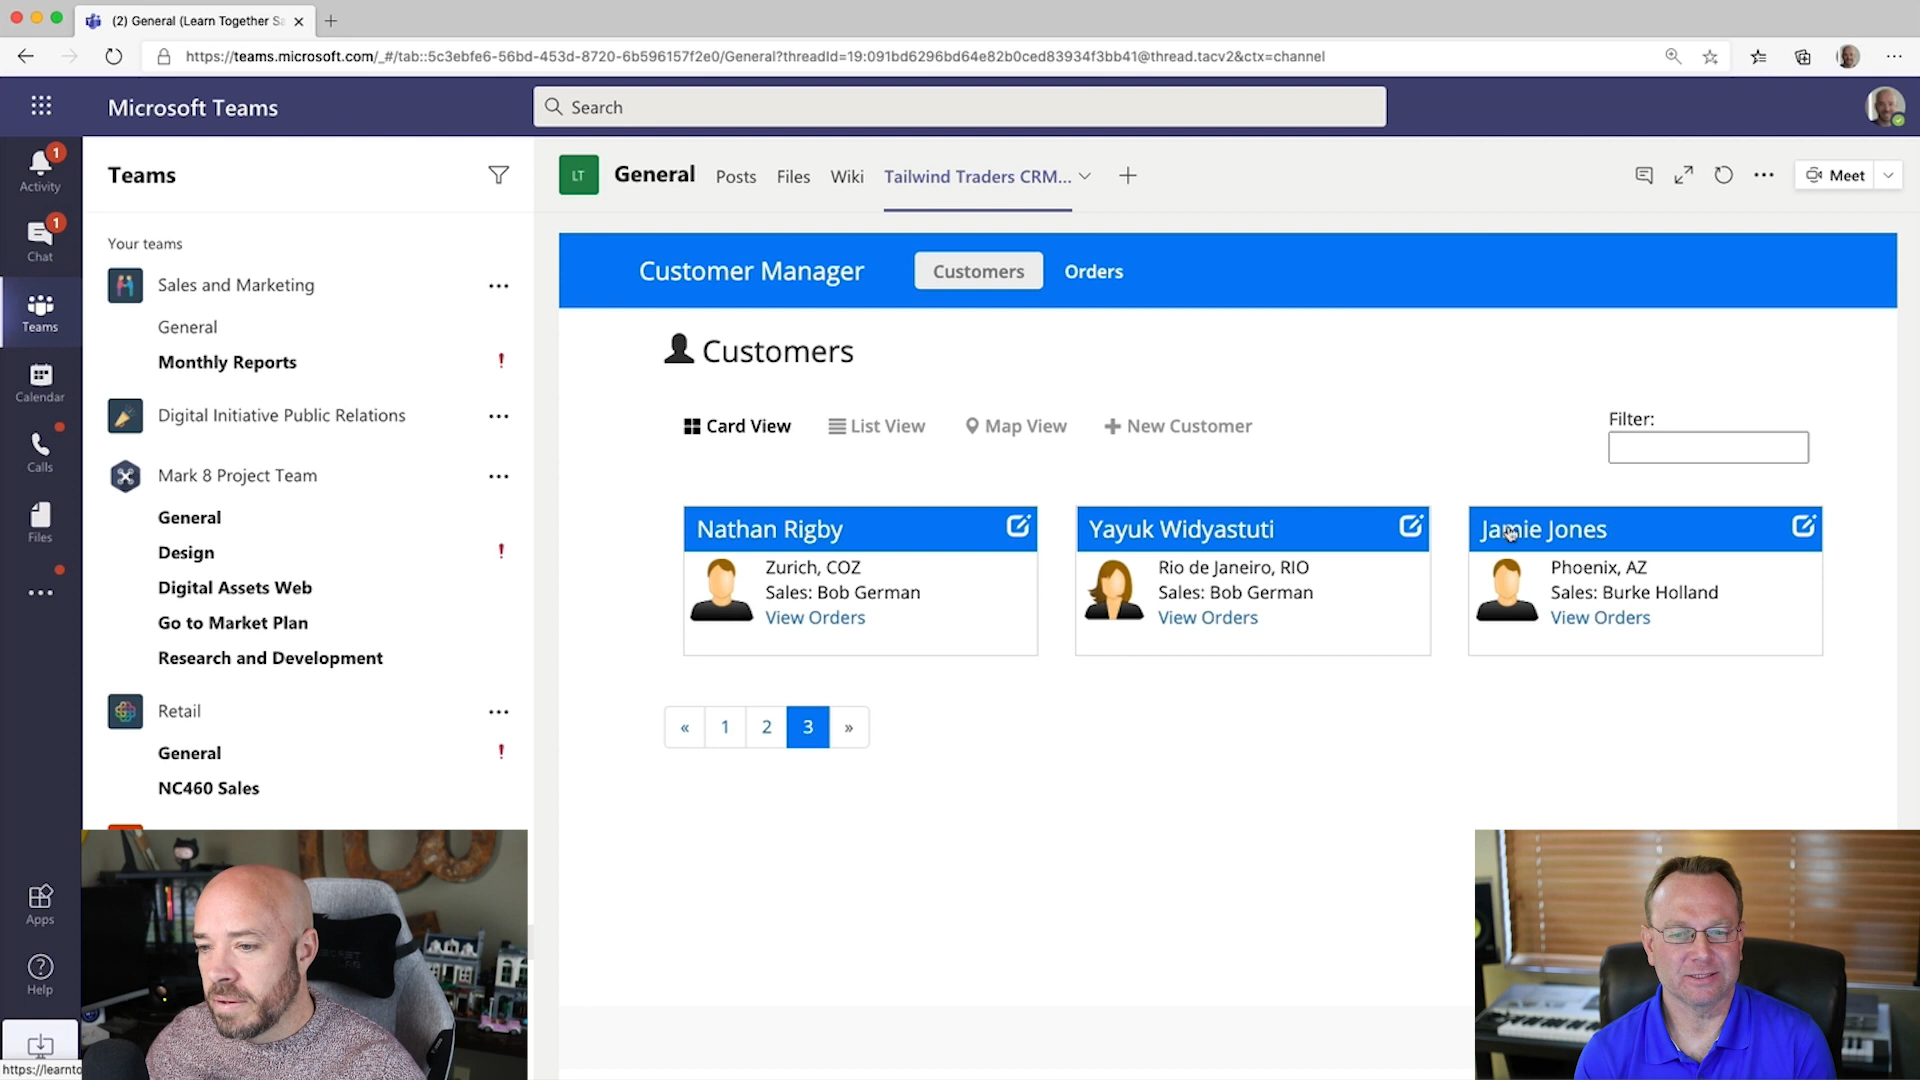 (2) General (Learn Together Sa
https://teams.microsoft.com/_#/tab::5c3ebfe6-56bd-453d-8720-6b596157f2e0/General?threadId=19:091bd6296bd64e82b0ced83934f3bb41@thread.tacv2&ctx=channel
Microsoft Teams
Search
Activity
1
Chat
1
Teams
Calendar
Calls
Files
Apps
Help
https://learnto
Teams
Your teams
Sales and Marketing
General
Monthly Reports
Digital Initiative Public Relations
Mark 8 Project Team
General
Design
Digital Assets Web
Go to Market Plan
Research and Development
Retail
General
NC460 Sales
LT
General
Posts
Files
Wiki
Tailwind Traders CRM...
Meet
Customer Manager
Customers
Orders
Customers
Card View
List View
Map View
New Customer
Filter:
Nathan Rigby
Zurich, COZ
Sales: Bob German
View Orders
Yayuk Widyastuti
Rio de Janeiro, RIO
Sales: Bob German
View Orders
Jamie Jones
Phoenix, AZ
Sales: Burke Holland
View Orders
« 1 2 3 »